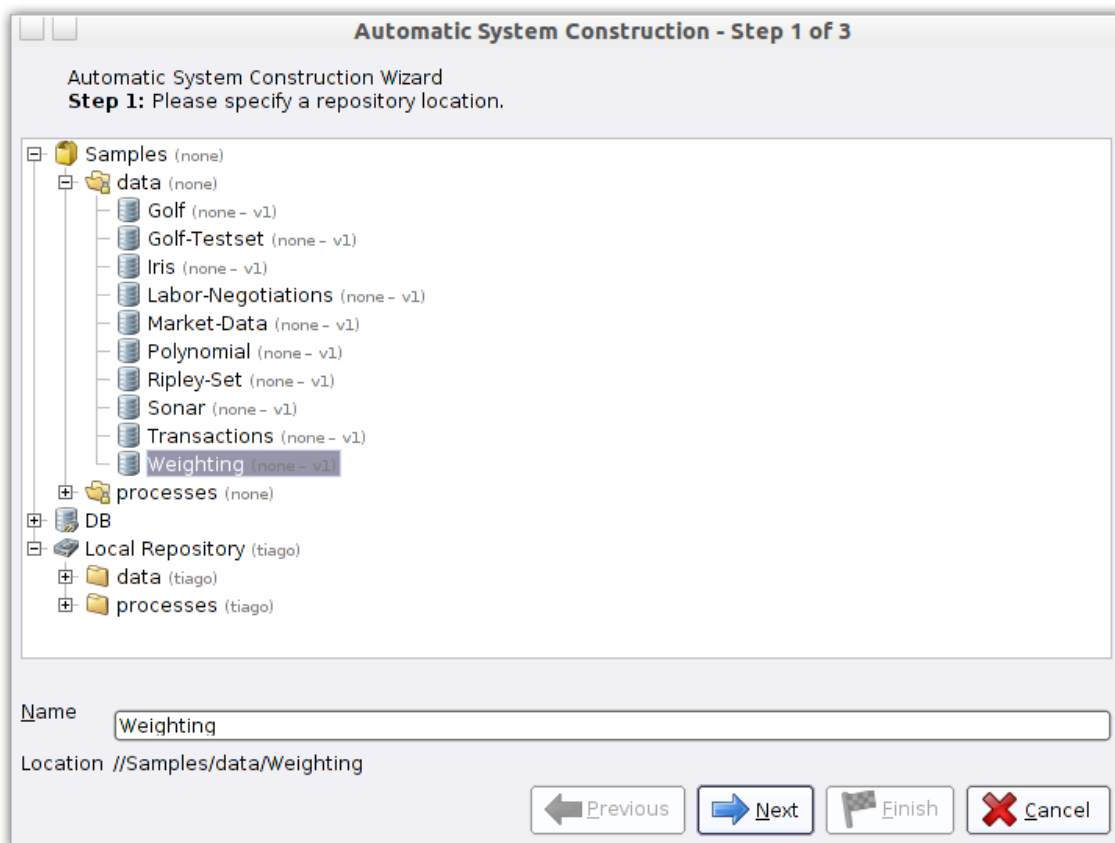 Automatic System Construction - Step 1 of 3
Automatic System Construction Wizard
Step 1: Please specify a repository location.
Samples (none)
data (none)
Golf (none - v1)
Golf-Testset (none - v1)
Iris (none - v1)
Labor-Negotiations (none - v1)
Market-Data (none - v1)
Polynomial (none - v1)
Ripley-Set (none - v1)
Sonar (none - v1)
Transactions (none - v1)
Weighting (none - v1)
processes (none)
DB
Local Repository (tiago)
data (tiago)
processes (tiago)
Name Weighting
Location //Samples/data/Weighting
Previous Next Finish Cancel